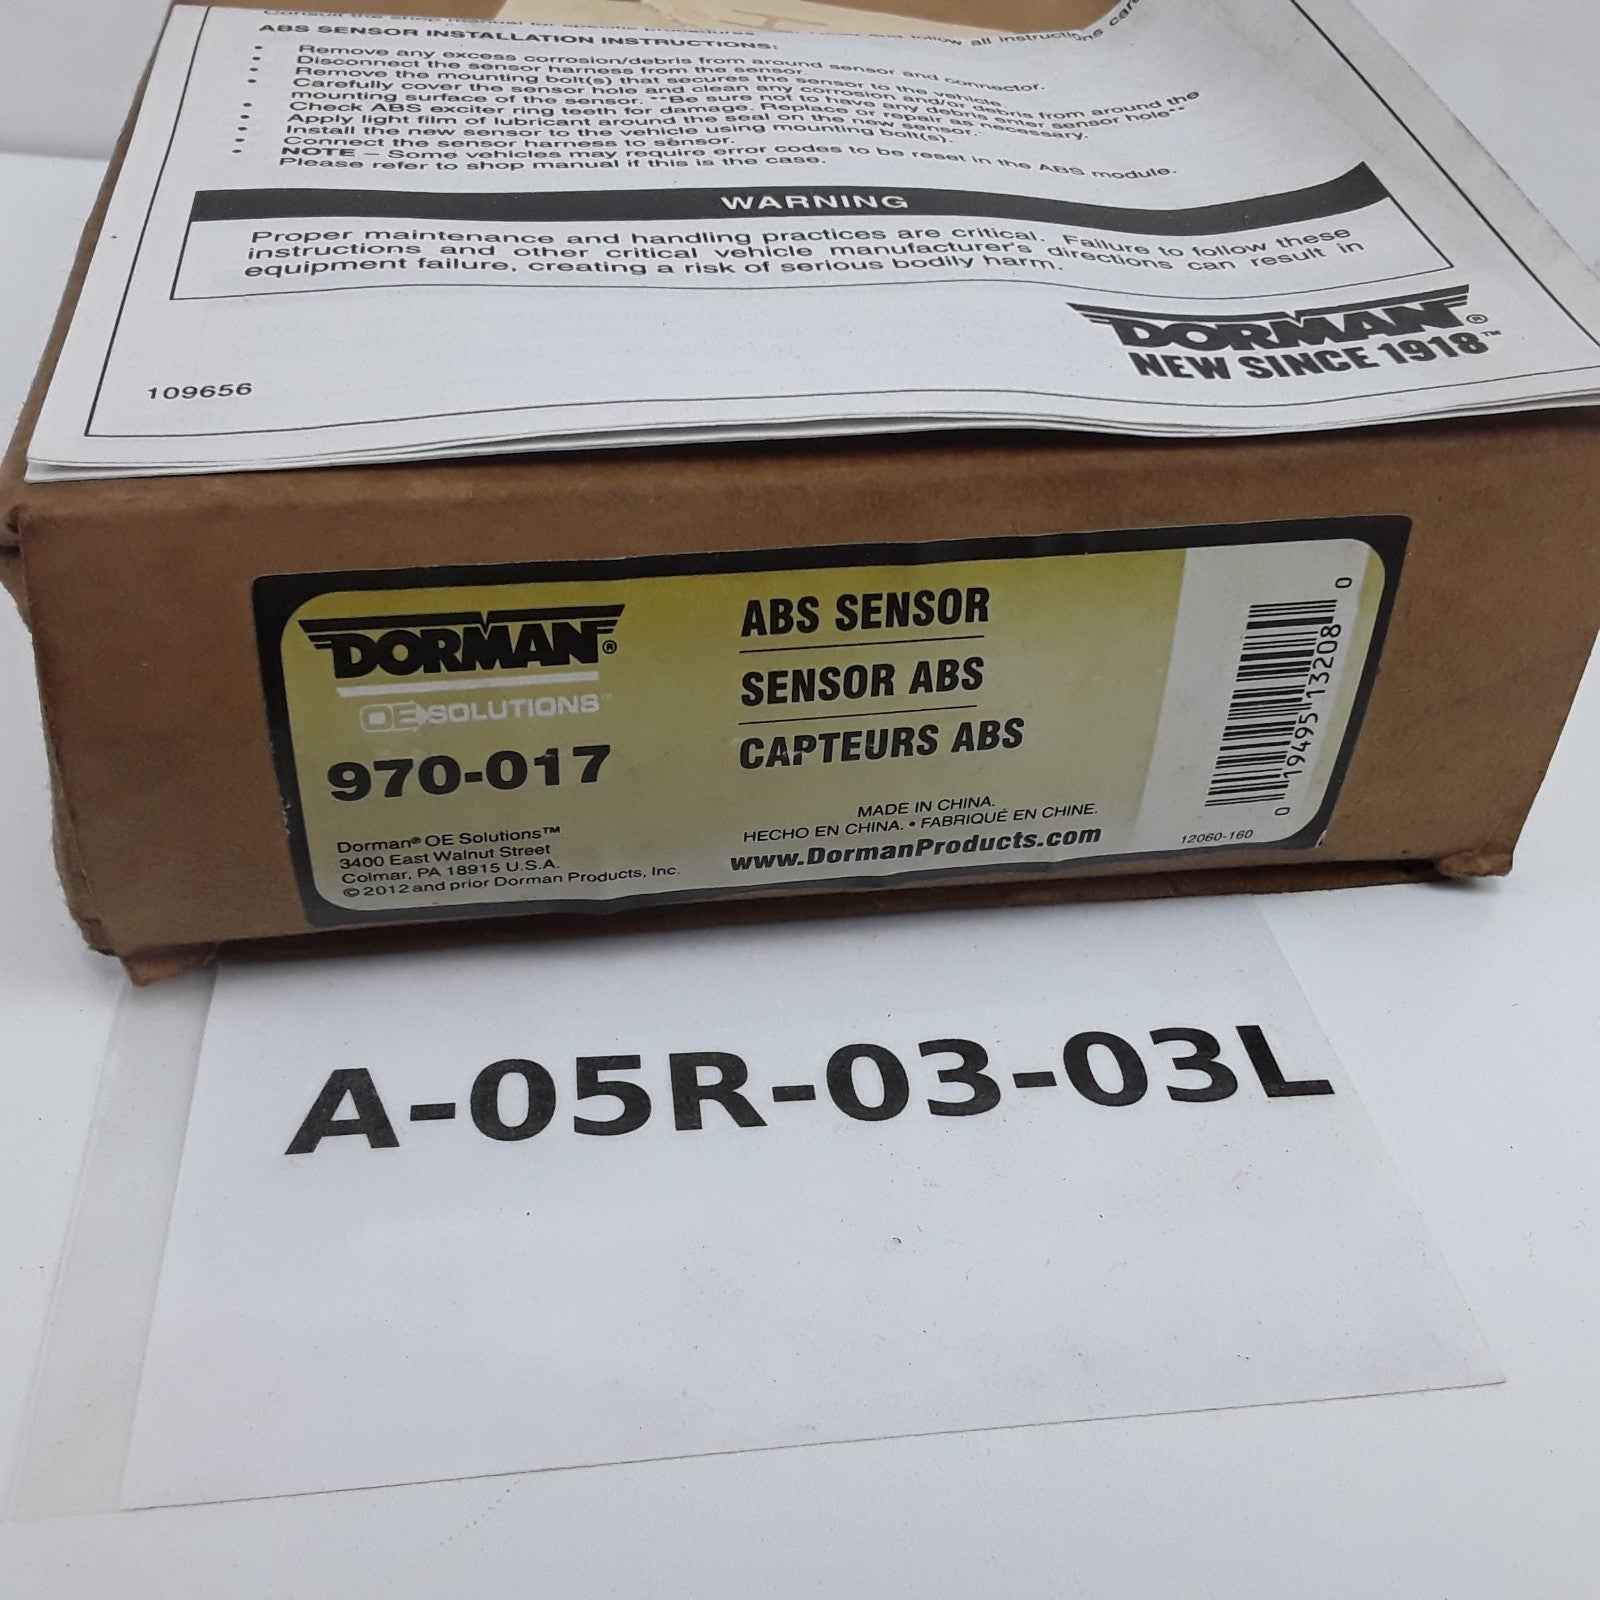 Consult the shop manual for specific procedures and follow all instructions
ABS SENSOR INSTALLATION INSTRUCTIONS:
• Remove any excess corrosion/debris from around sensor and connector.
• Disconnect the sensor harness from the sensor.
• Remove the mounting bolt(s) that secures the sensor to the vehicle.
• Carefully cover the sensor hole and clean any corrosion and/or debris from around the
mounting surface of the sensor. **Be sure not to have any debris enter sensor hole**
• Check ABS exciter ring teeth for damage. Replace or repair as necessary.
• Apply light film of lubricant around the seal on the new sensor.
• Install the new sensor to the vehicle using mounting bolt(s).
• Connect the sensor harness to sensor.
• NOTE – Some vehicles may require error codes to be reset in the ABS module.
Please refer to shop manual if this is the case.
WARNING
Proper maintenance and handling practices are critical. Failure to follow these
instructions and other critical vehicle manufacturer's directions can result in
equipment failure, creating a risk of serious bodily harm.
DORMAN®
NEW SINCE 1918™
109656
DORMAN®
OE SOLUTIONS™
970-017
Dorman® OE Solutions™
3400 East Walnut Street
Colmar, PA 18915 U.S.A.
©2012 and prior Dorman Products, Inc.
ABS SENSOR
SENSOR ABS
CAPTEURS ABS
MADE IN CHINA.
HECHO EN CHINA. • FABRIQUÉ EN CHINE.
www.DormanProducts.com
0 19495 13208 0
12060-160
A-05R-03-03L